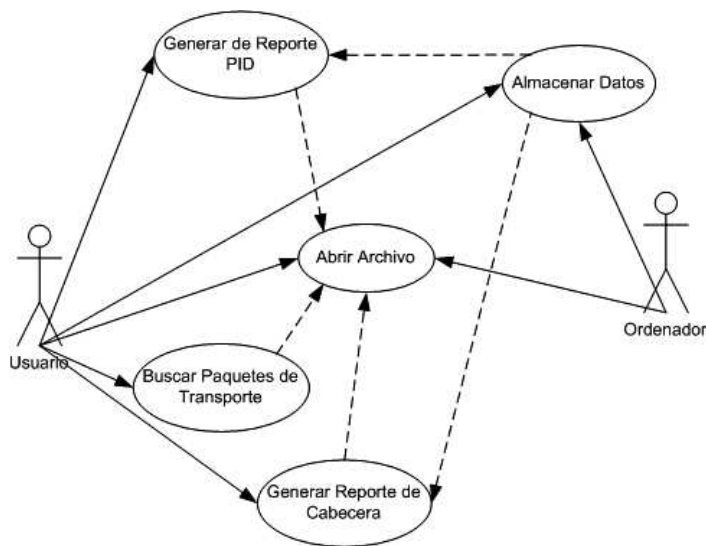 Generar de Reporte
PID
Almacenar Datos
Abrir Archivo
Usuario
Ordenador
Buscar Paquetes de
Transporte
Generar Reporte de
Cabecera